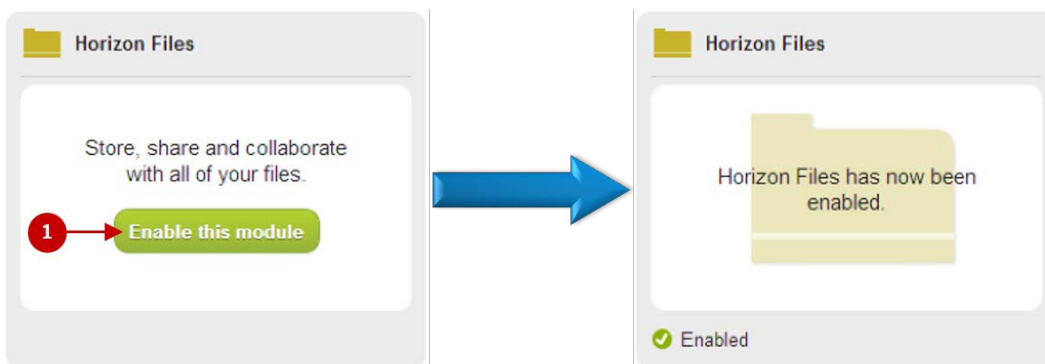 Horizon Files
Store, share and collaborate
with all of your files.
1
Enable this module
Horizon Files
Horizon Files has now been
enabled.
Enabled